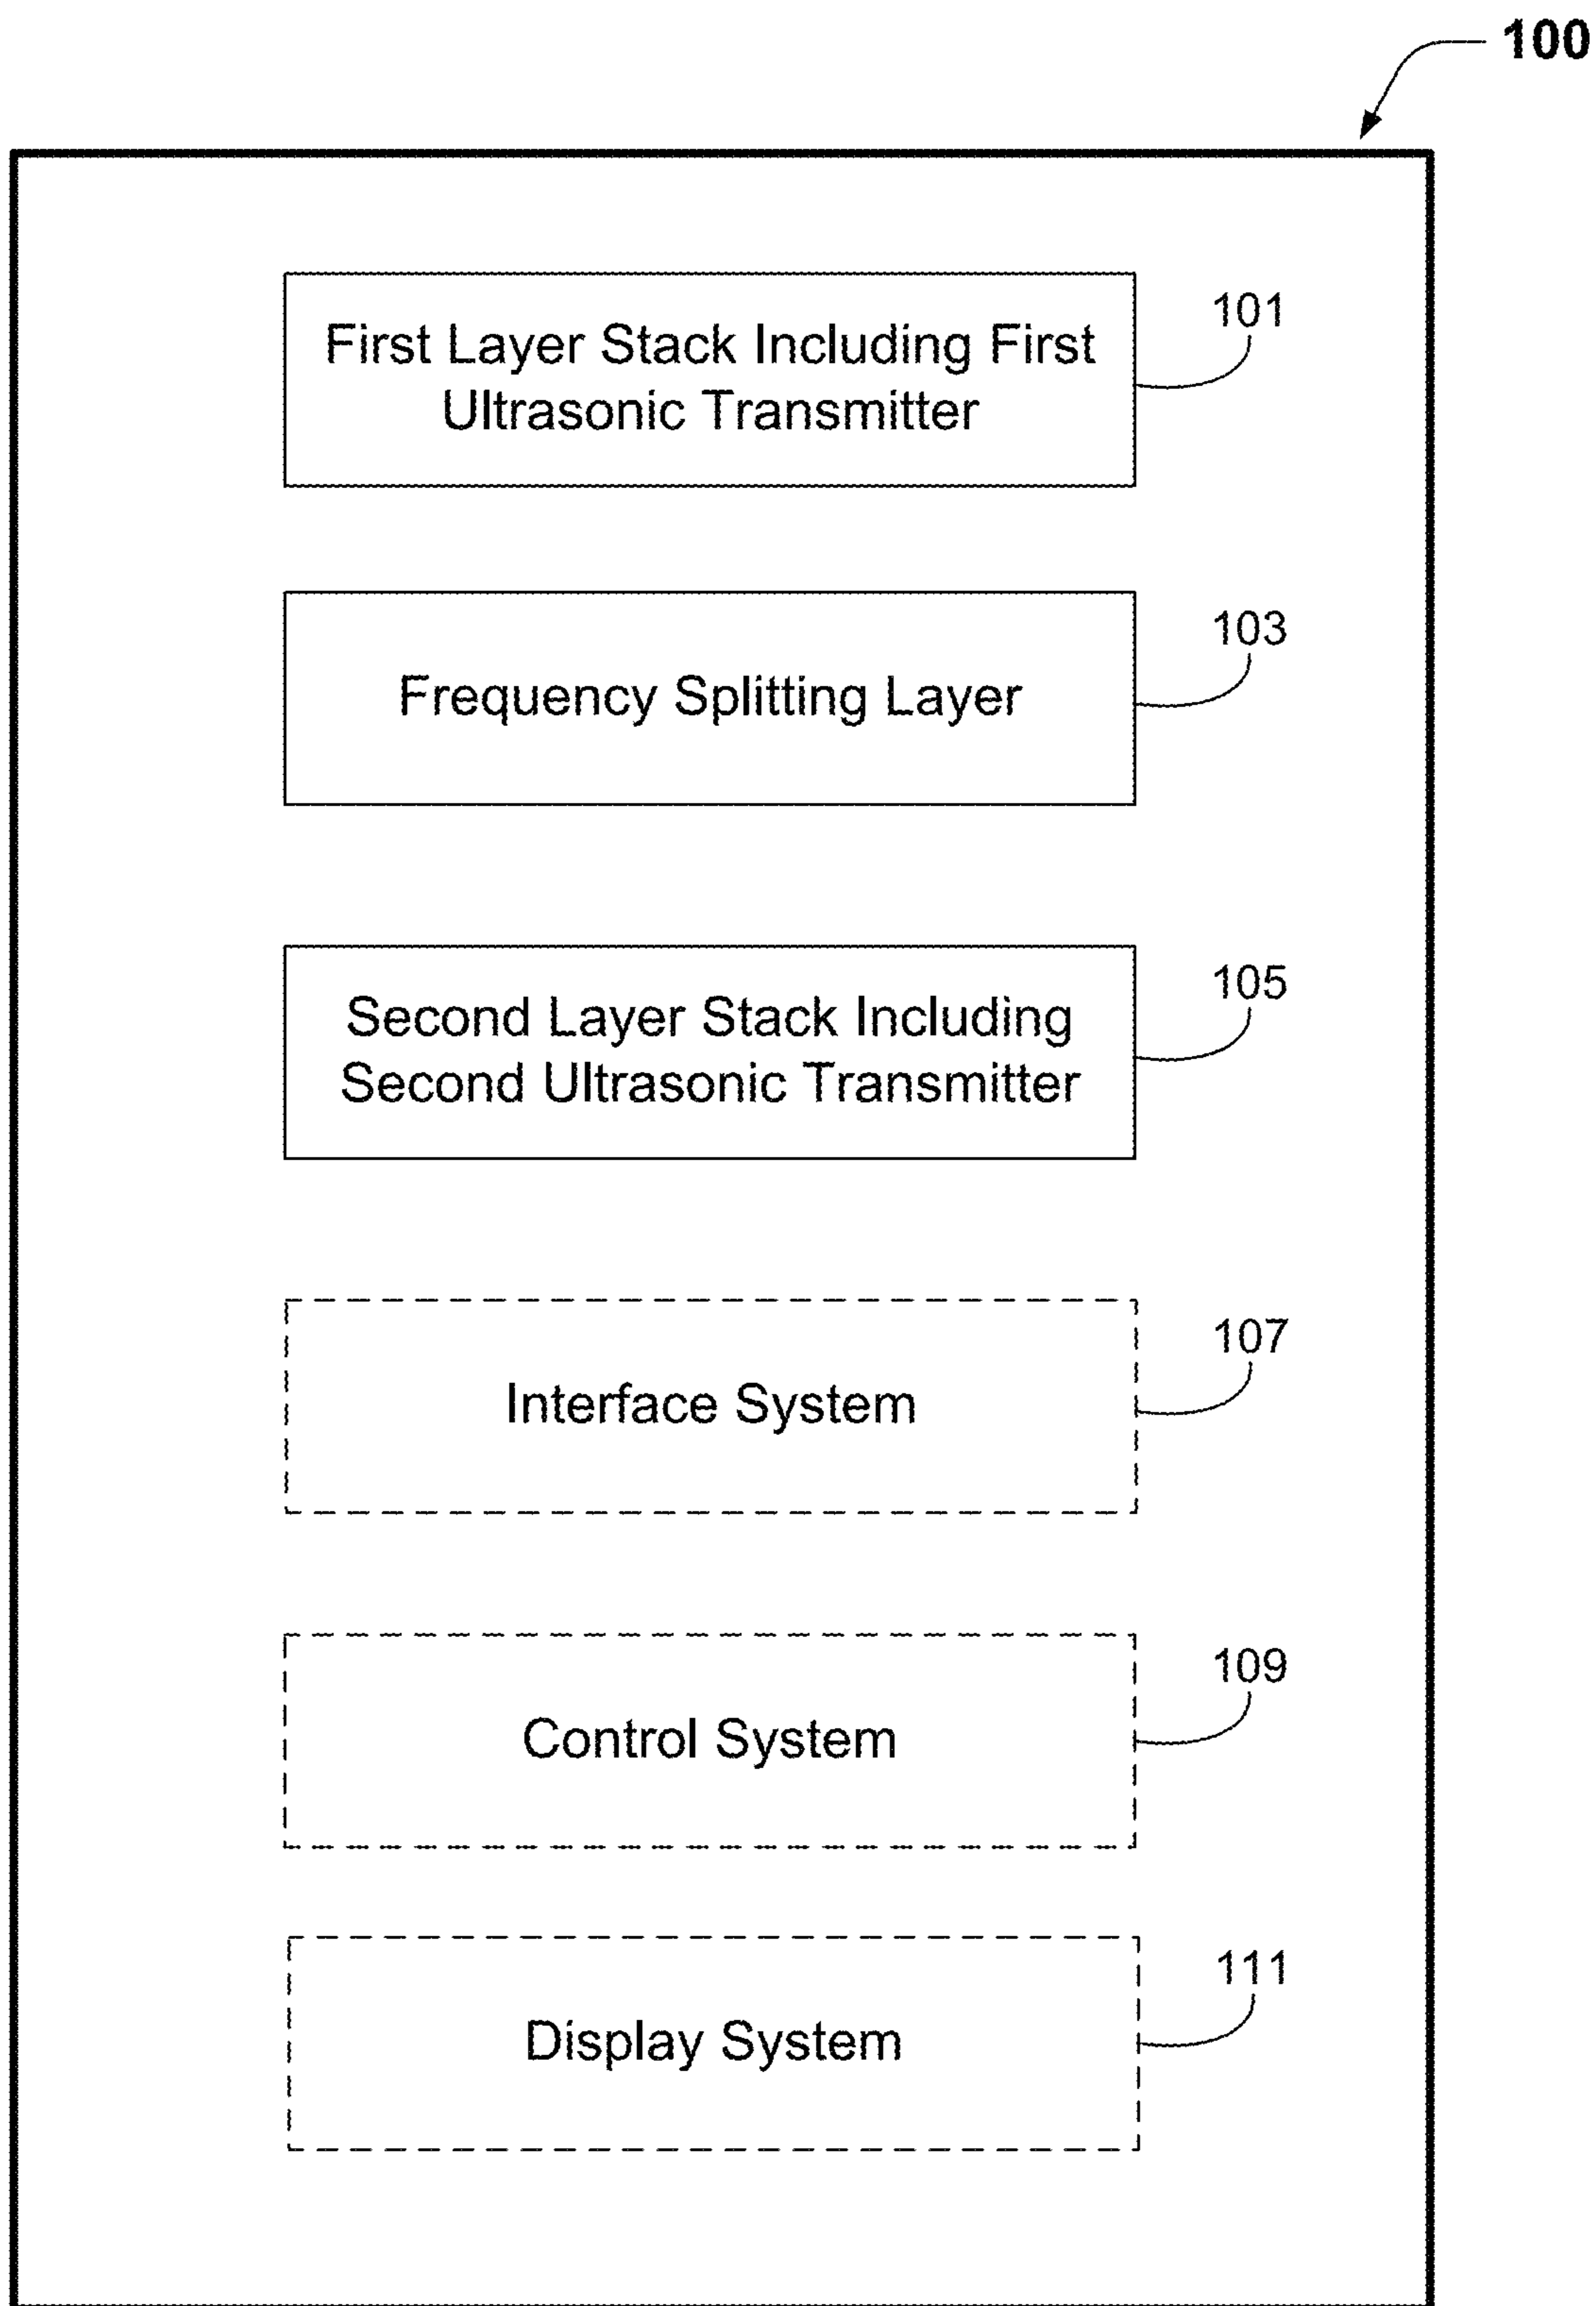 100
First Layer Stack Including First
Ultrasonic Transmitter
101
Frequency Splitting Layer
103
Second Layer Stack Including
Second Ultrasonic Transmitter
105
Interface System
107
Control System
109
Display System
111